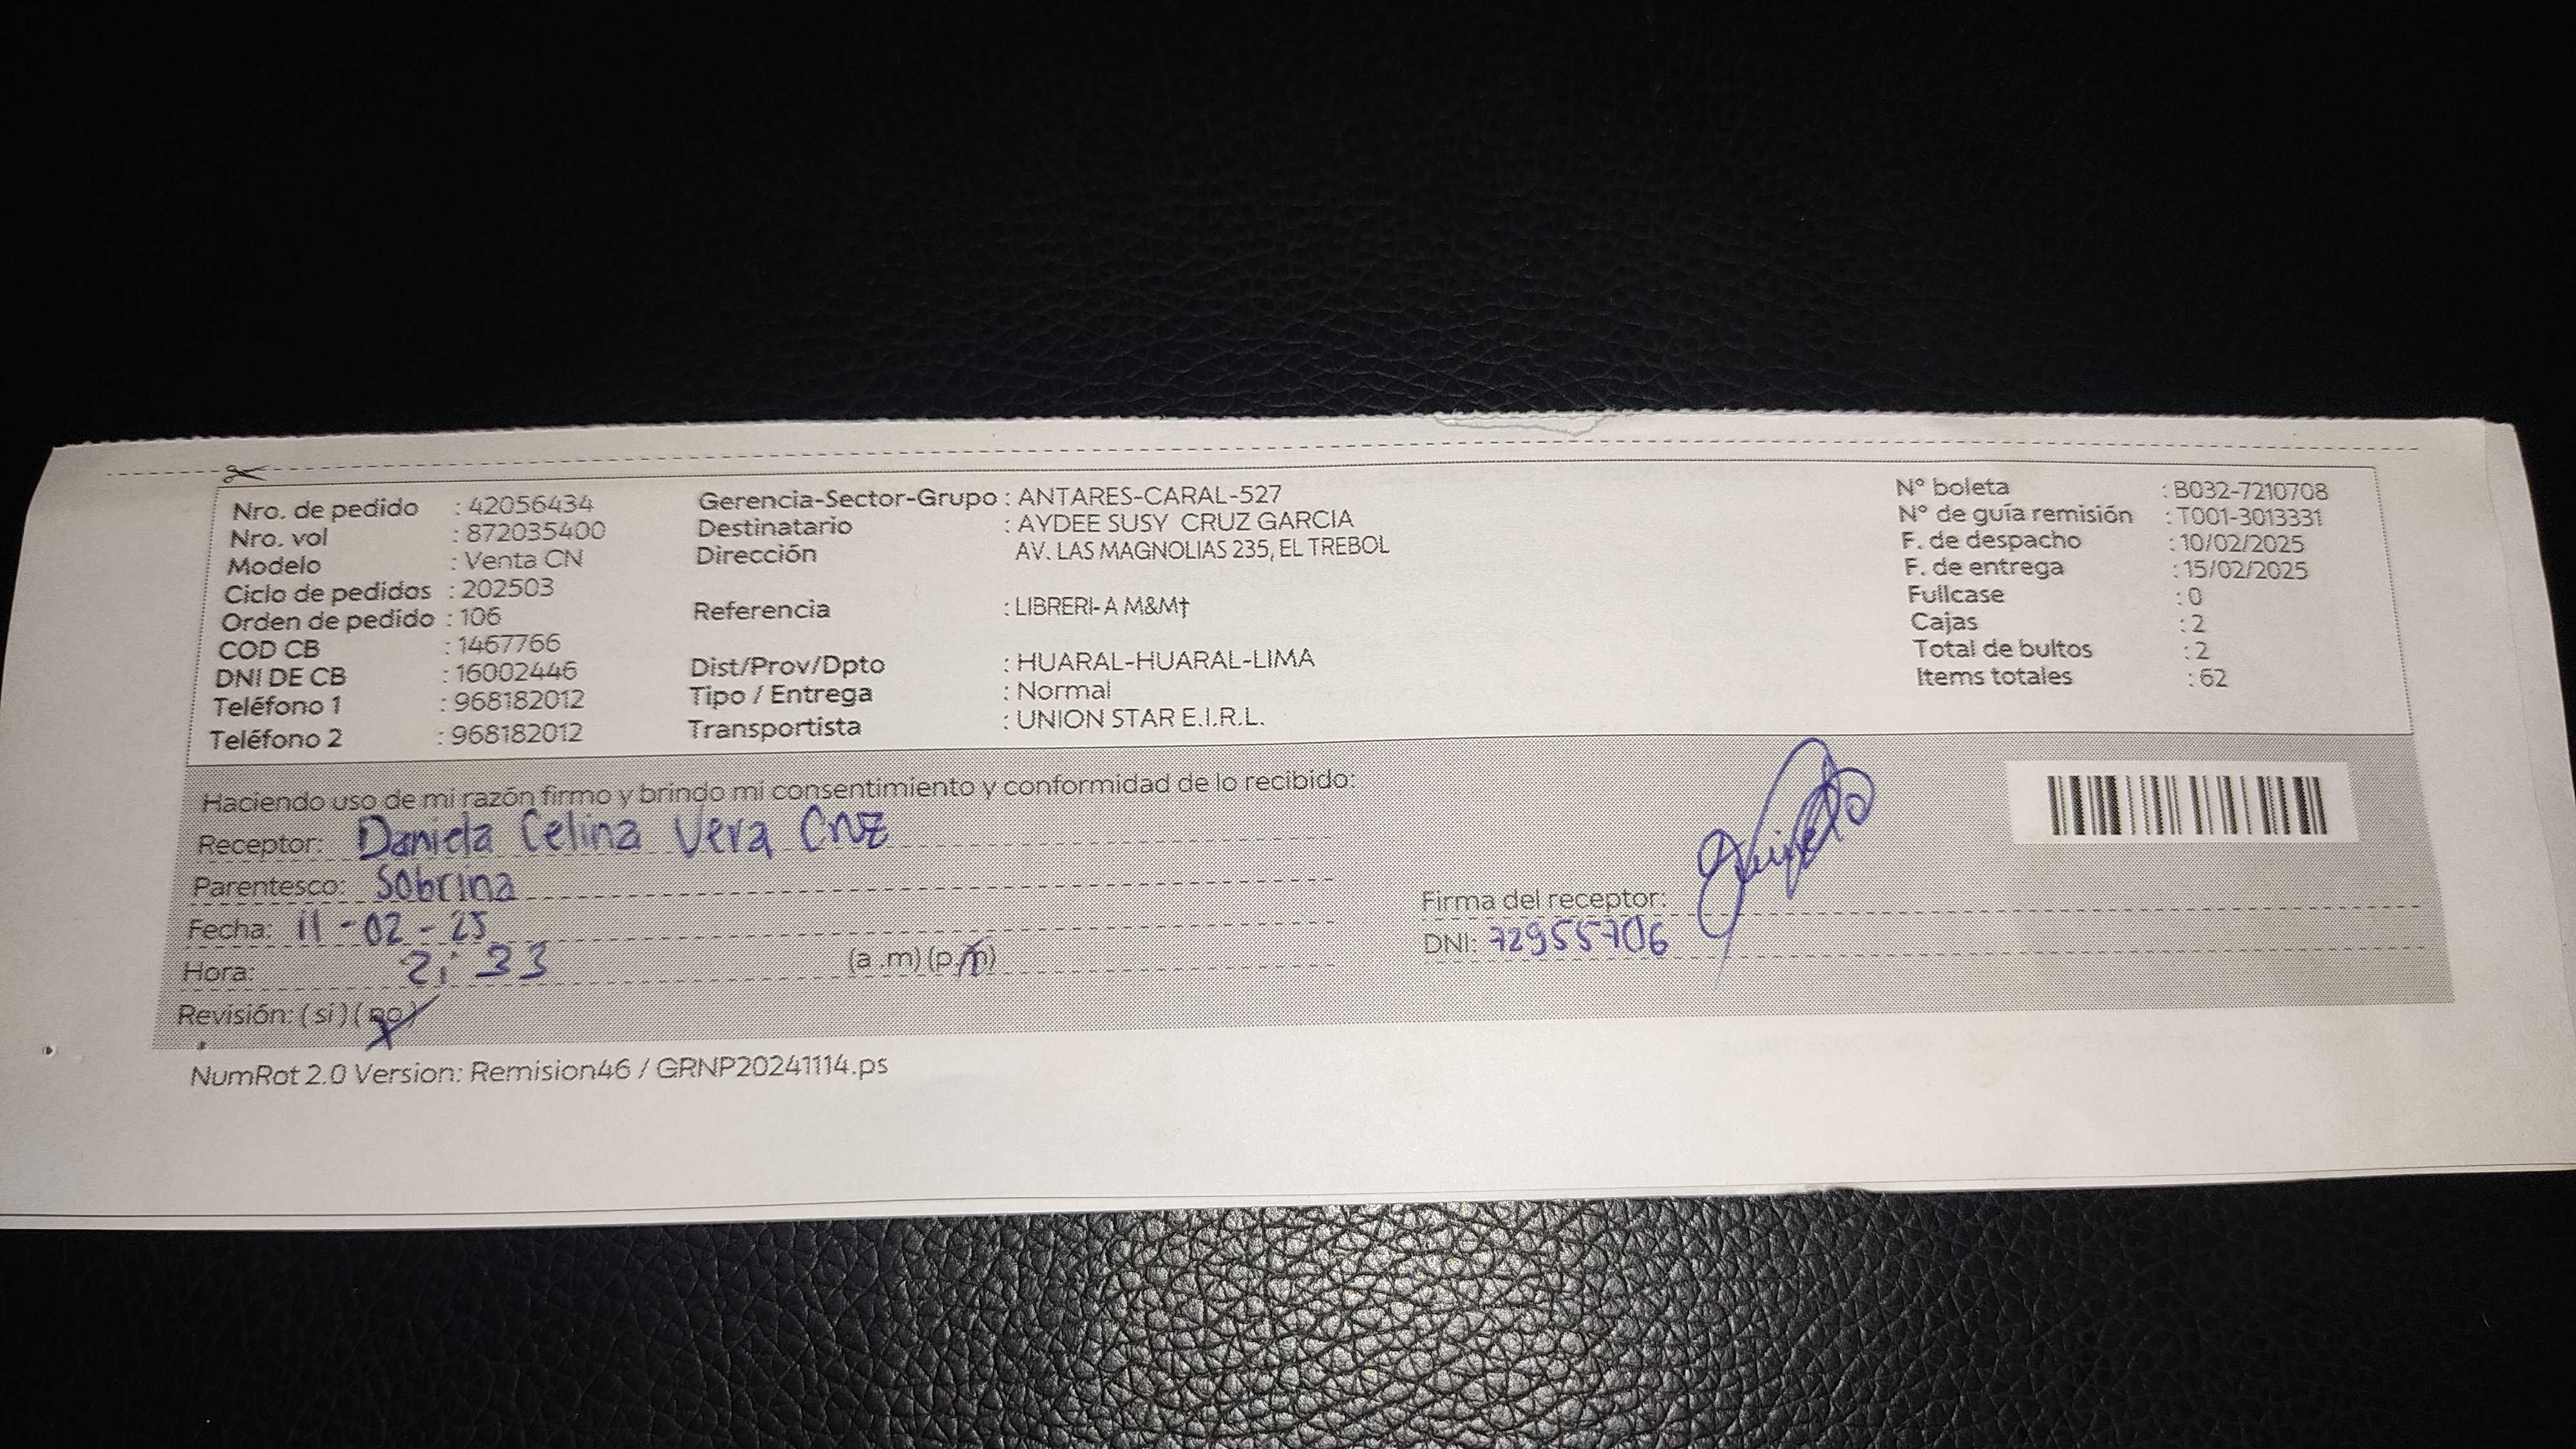 Nro. de pedido : 42056434
Nro. vol : 872035400
Modelo : Venta CN
Ciclo de pedidos : 202503
Orden de pedido : 106
COD CB : 1467766
DNI DE CB : 16002446
Teléfono 1 : 968182012
Teléfono 2 : 968182012
Gerencia-Sector-Grupo : ANTARES-CARAL-527
Destinatario : AYDEE SUSY CRUZ GARCIA
Dirección AV. LAS MAGNOLIAS 235, EL TREBOL
Referencia : LIBRERI-A M&M†
Dist/Prov/Dpto : HUARAL-HUARAL-LIMA
Tipo / Entrega : Normal
Transportista : UNION STAR E.I.R.L.
N° boleta : B032-7210708
N° de guía remisión : T001-3013331
F. de despacho : 10/02/2025
F. de entrega : 15/02/2025
Fullcase : 0
Cajas : 2
Total de bultos : 2
Items totales : 62
Haciendo uso de mi razón firmo y brindo mi consentimiento y conformidad de lo recibido:
Receptor: Daniela Celina Vera Cruz
Parentesco: Sobrina
Fecha: 11-02-25
Hora: 2:33 (a .m) (p.m)
Revisión: ( si ) ( no )
Firma del receptor:
DNI: 72955706
NumRot 2.0 Version: Remision46 / GRNP20241114.ps